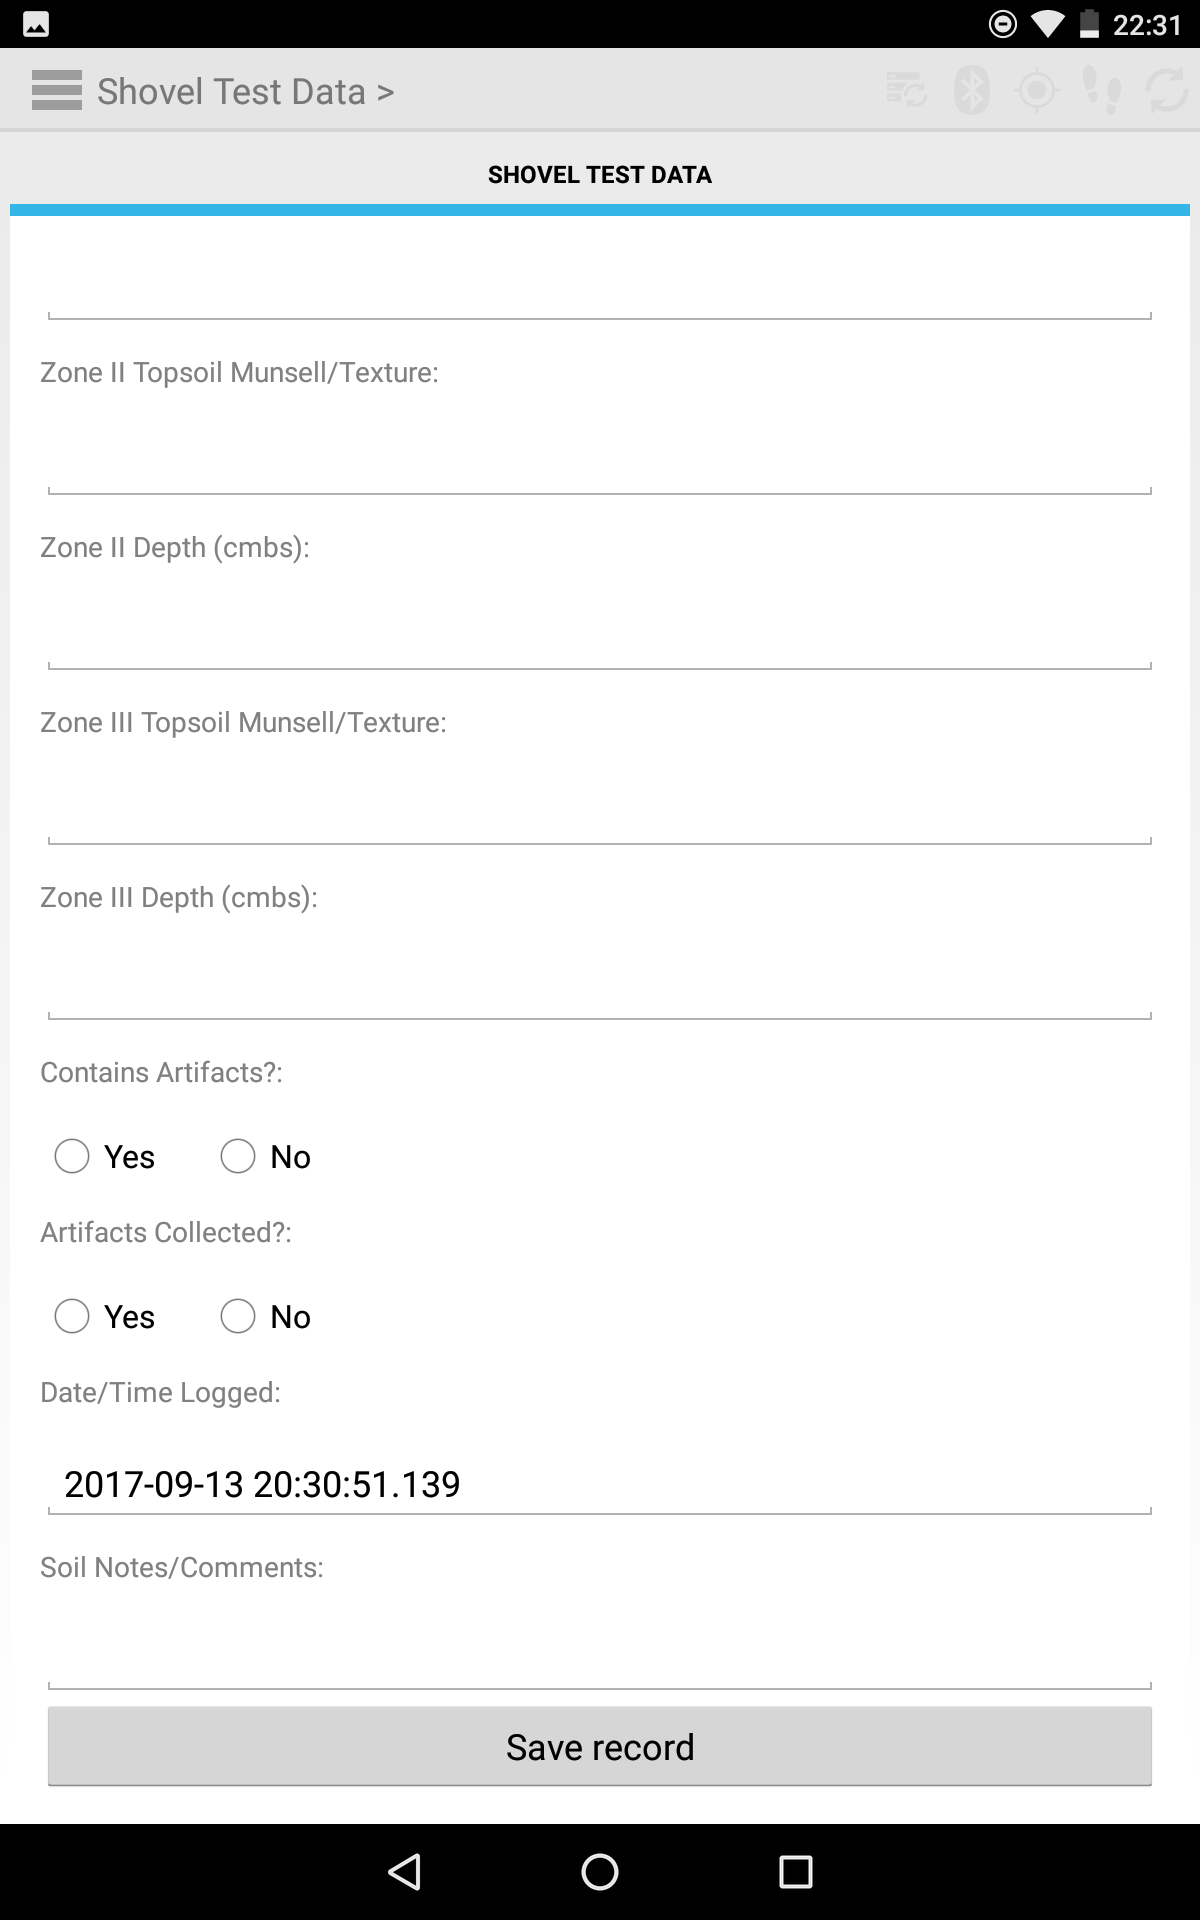 22:31
Shovel Test Data >
SHOVEL TEST DATA
Zone II Topsoil Munsell/Texture:
Zone II Depth (cmbs):
Zone III Topsoil Munsell/Texture:
Zone III Depth (cmbs):
Contains Artifacts?:
Yes No
Artifacts Collected?:
Yes No
Date/Time Logged:
2017-09-13 20:30:51.139
Soil Notes/Comments:
Save record